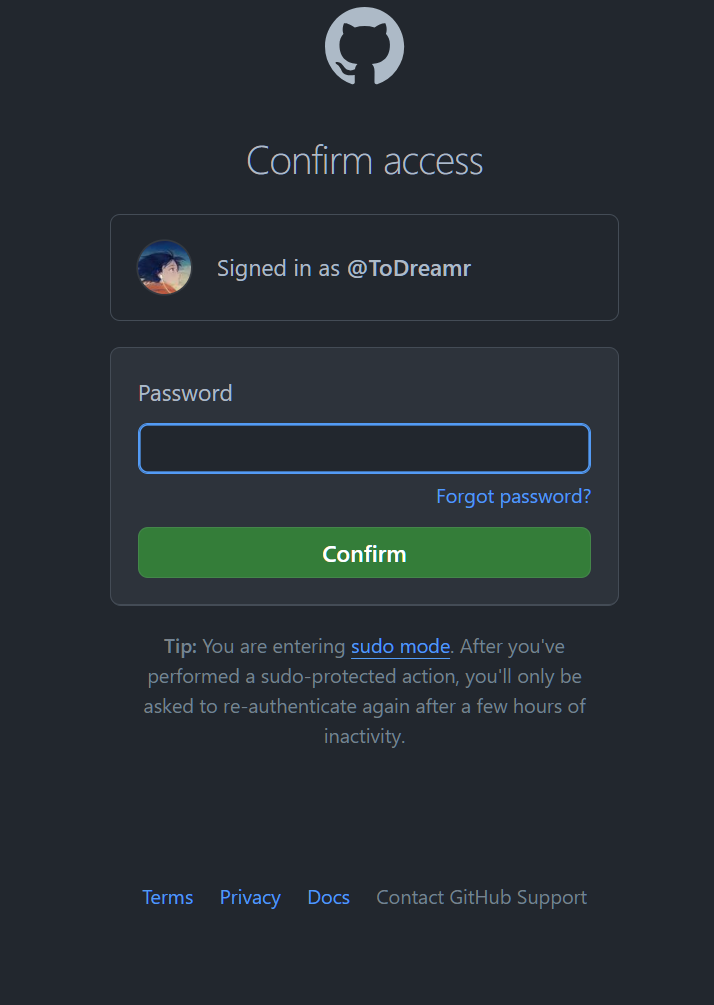 Confirm access
Signed in as @ToDreamr
Password
Forgot password?
Confirm
Tip: You are entering sudo mode. After you've
performed a sudo-protected action, you'll only be
asked to re-authenticate again after a few hours of
inactivity.
Terms Privacy Docs Contact GitHub Support